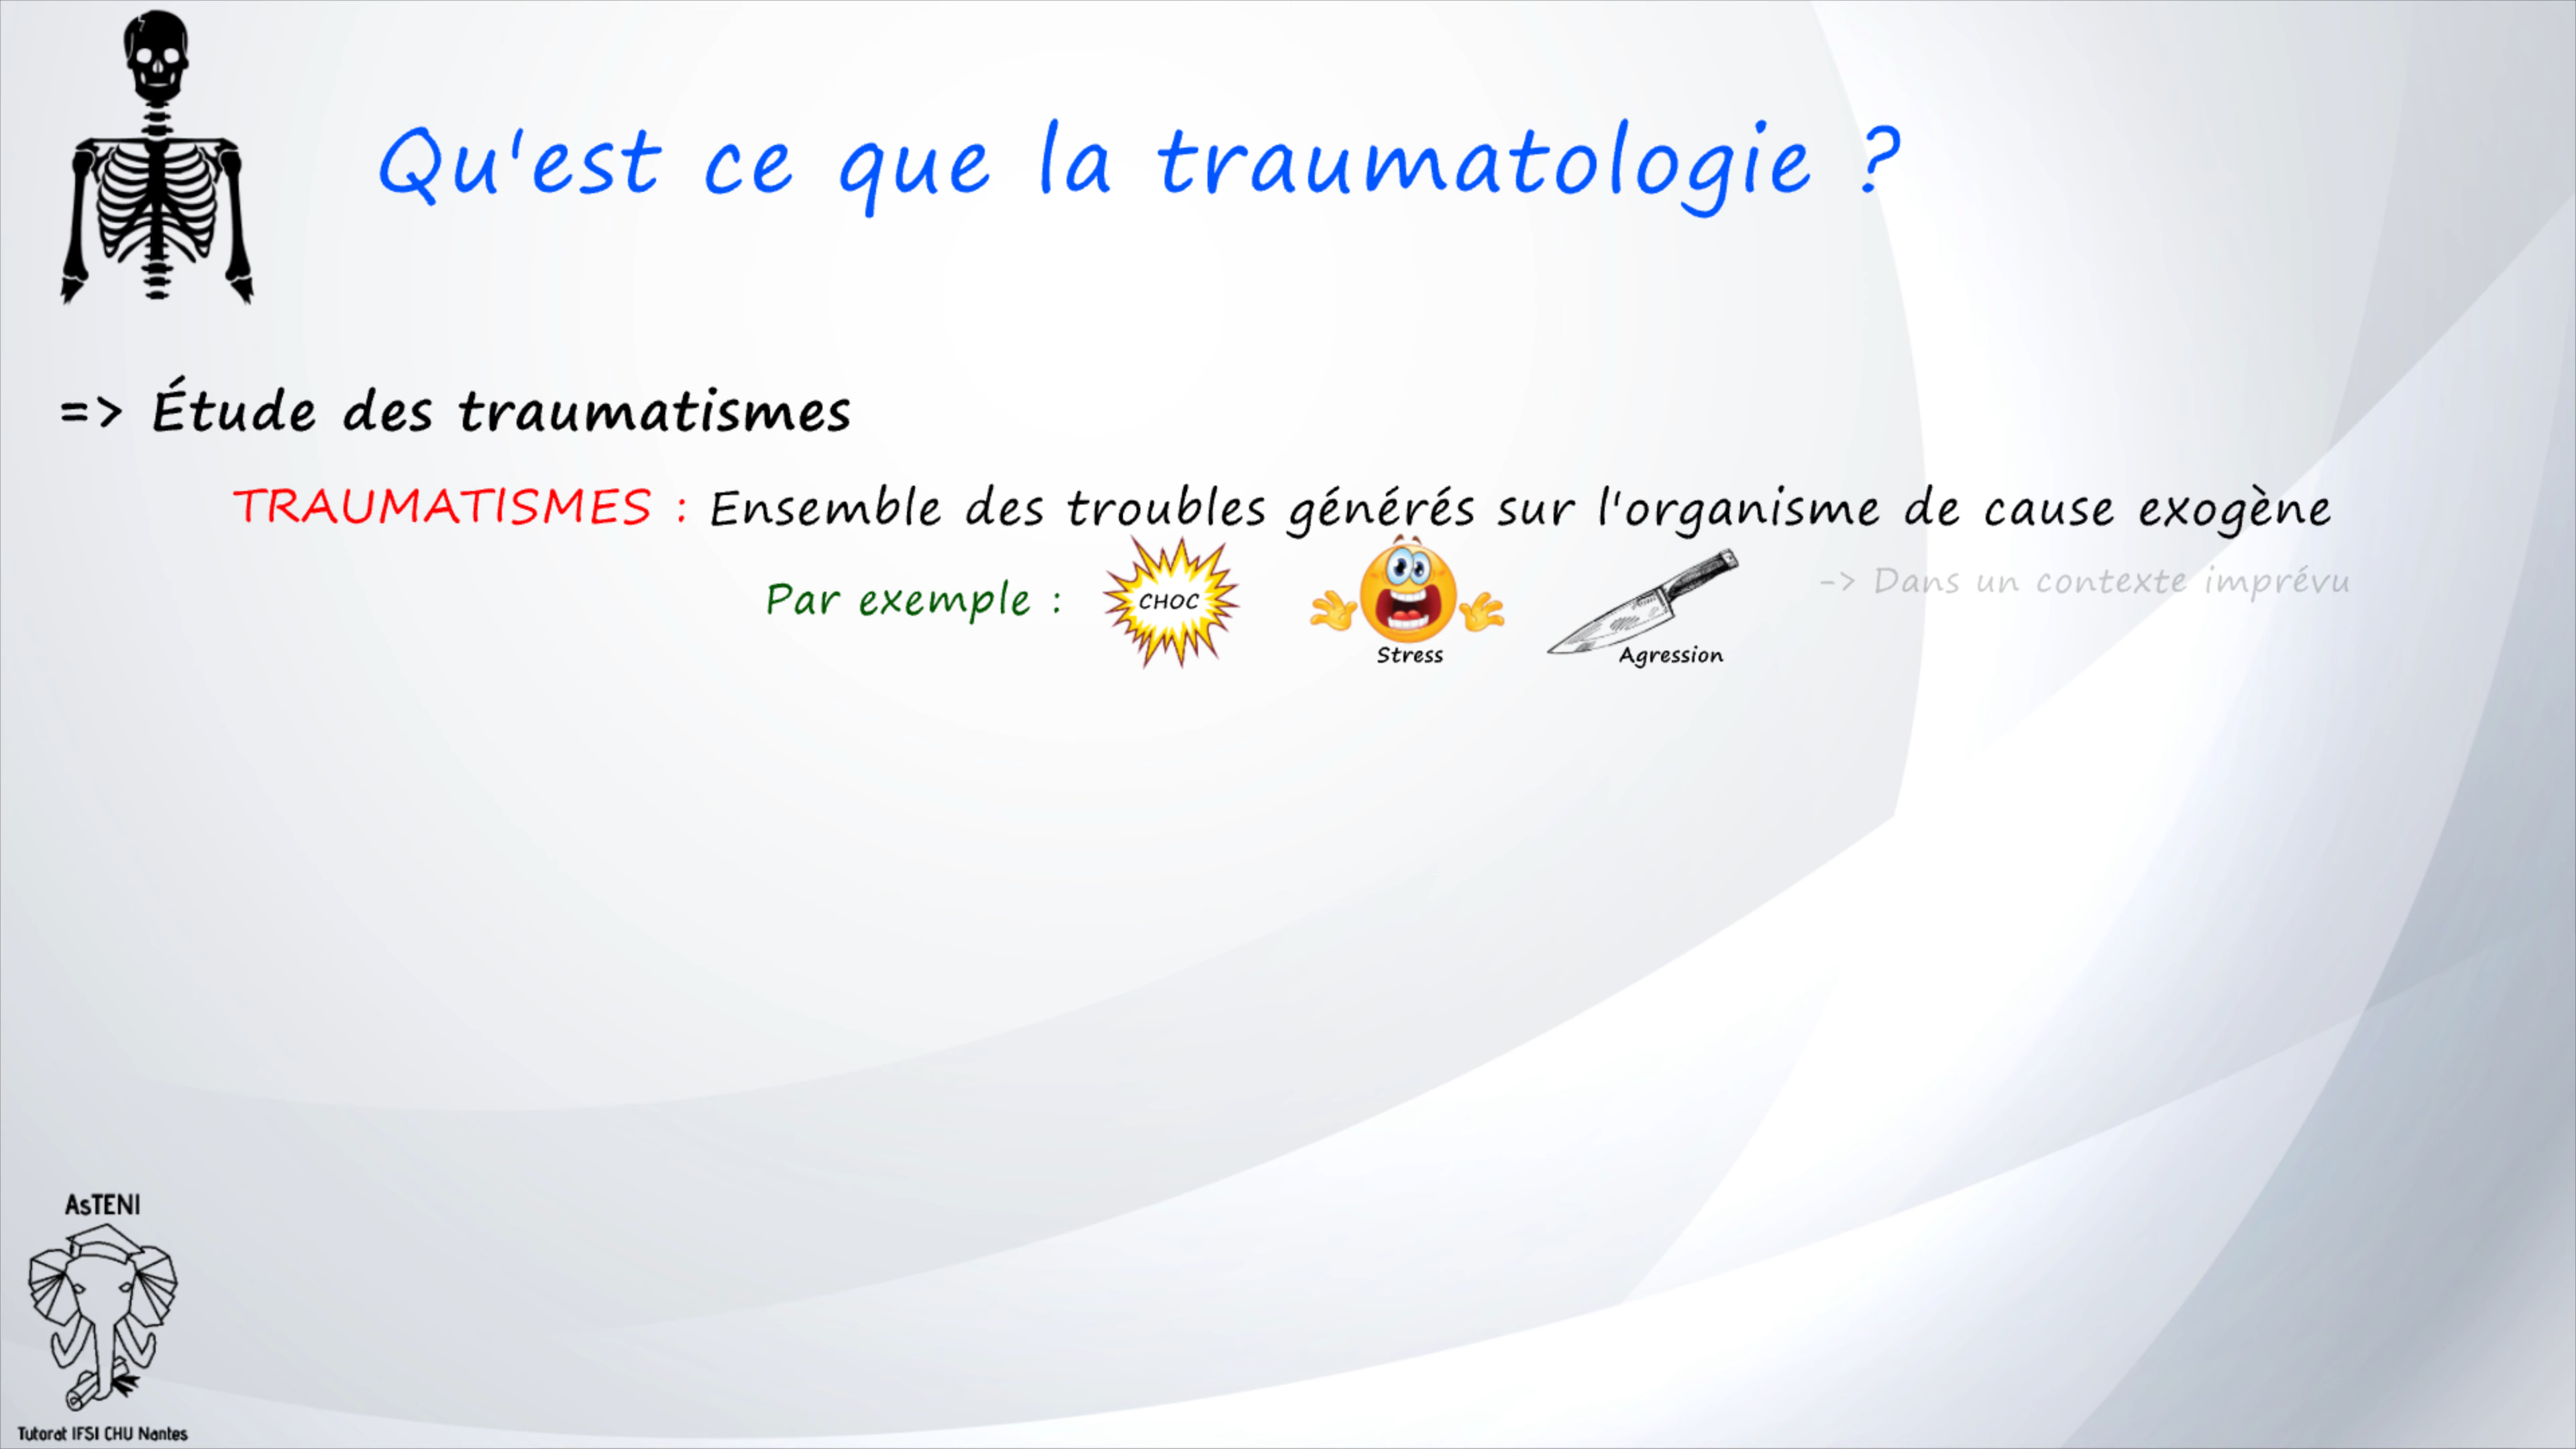 Qu'est ce que la traumatologie ?
=> Étude des traumatismes
TRAUMATISMES : Ensemble des troubles générés sur l'organisme de cause exogène
-> Dans un contexte imprévu
Par exemple :
CHOC
Stress
Agression
AsTENI
Tutorat IFSI CHU Nantes